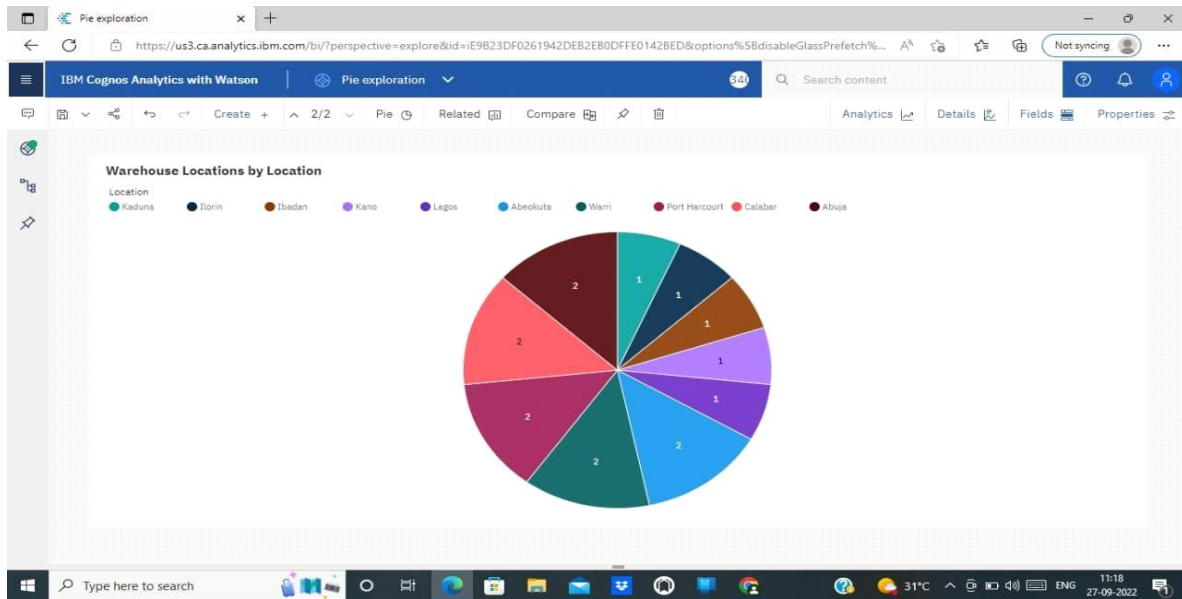 Pie exploration
https://us3.ca.analytics.ibm.com/bi/?perspective=explore&id=iE9B23DF0261942DEB2EB0DFFE0142BED&options%5BdisableGlassPrefetch%... Not syncing
IBM Cognos Analytics with Watson Pie exploration Search content
Create + 2/2 Pie Related Compare Analytics Details Fields Properties
Warehouse Locations by Location
Location
Kaduna Ilorin Ibadan Kano Lagos Abeokuta Warri Port Harcourt Calabar Abuja
2 1
1
1
2
1
1
2
2
2
Type here to search 31°C ENG 11:18
27-09-2022